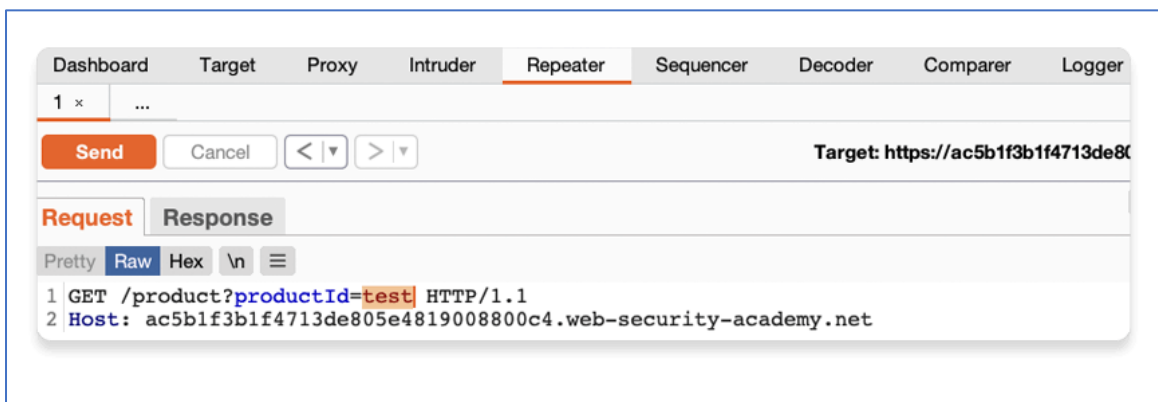 Dashboard Target Proxy Intruder Repeater Sequencer Decoder Comparer Logger
1 × ...
Send Cancel < > Target: https://ac5b1f3b1f4713de80
Request Response
Pretty Raw Hex \n
1 GET /product?productId=test HTTP/1.1
2 Host: ac5b1f3b1f4713de805e4819008800c4.web-security-academy.net